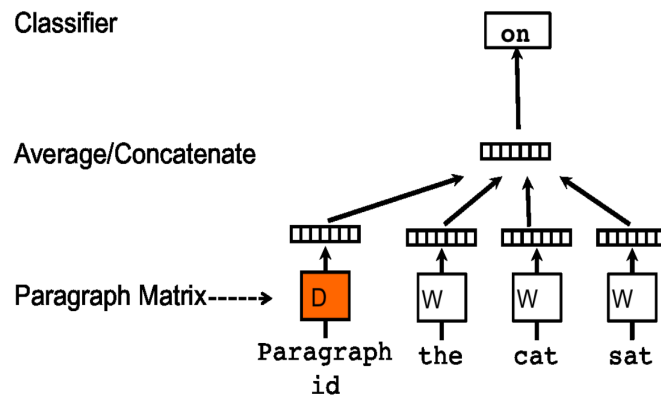 Classifier
on
Average/Concatenate
Paragraph Matrix
D
W
W
W
Paragraph
id
the
cat
sat